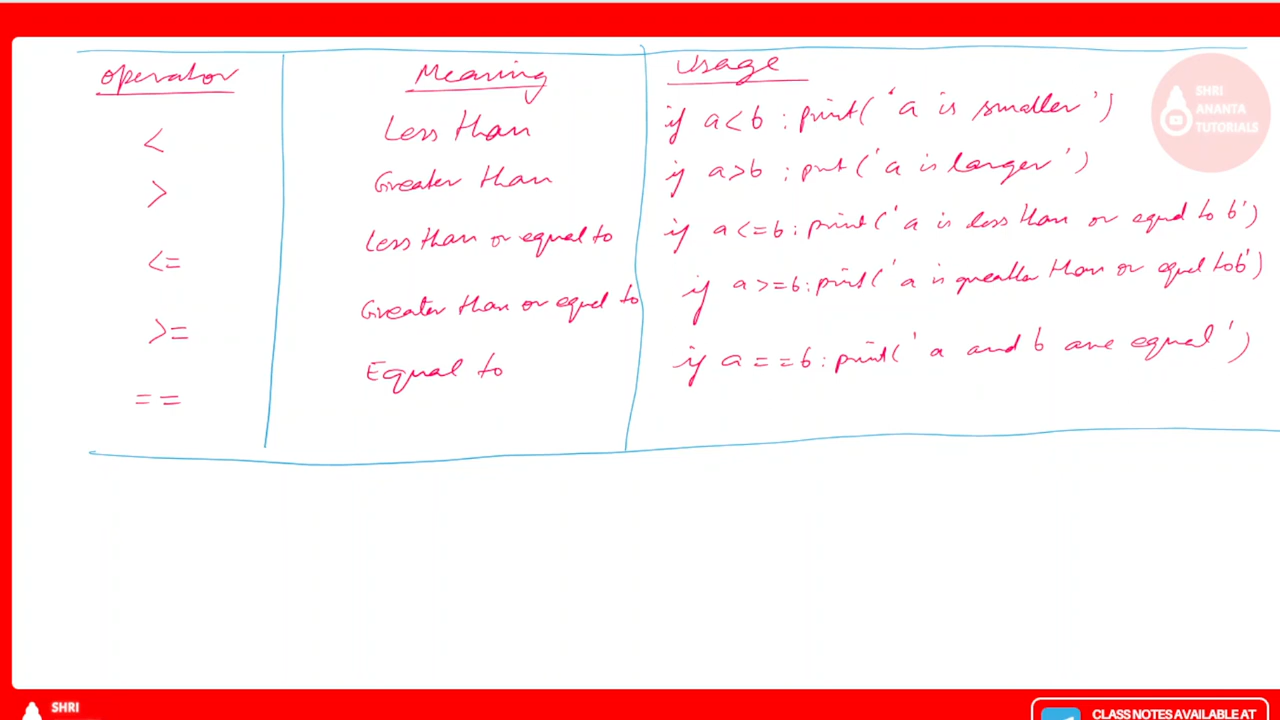 operator Meaning Usage
< Less than if a<b : print('a is smaller')
> Greater than if a>b : prnt('a is larger')
<= Less than or equal to if a<=b : print('a is less than or equal to b')
>= Greater than or equal to if a>=b : print('a is greatter than or equal to b')
== Equal to if a==b : print('a and b are equal')
SHRI
ANANTA
TUTORIALS
SHRI
CLASS NOTES AVAILABLE AT